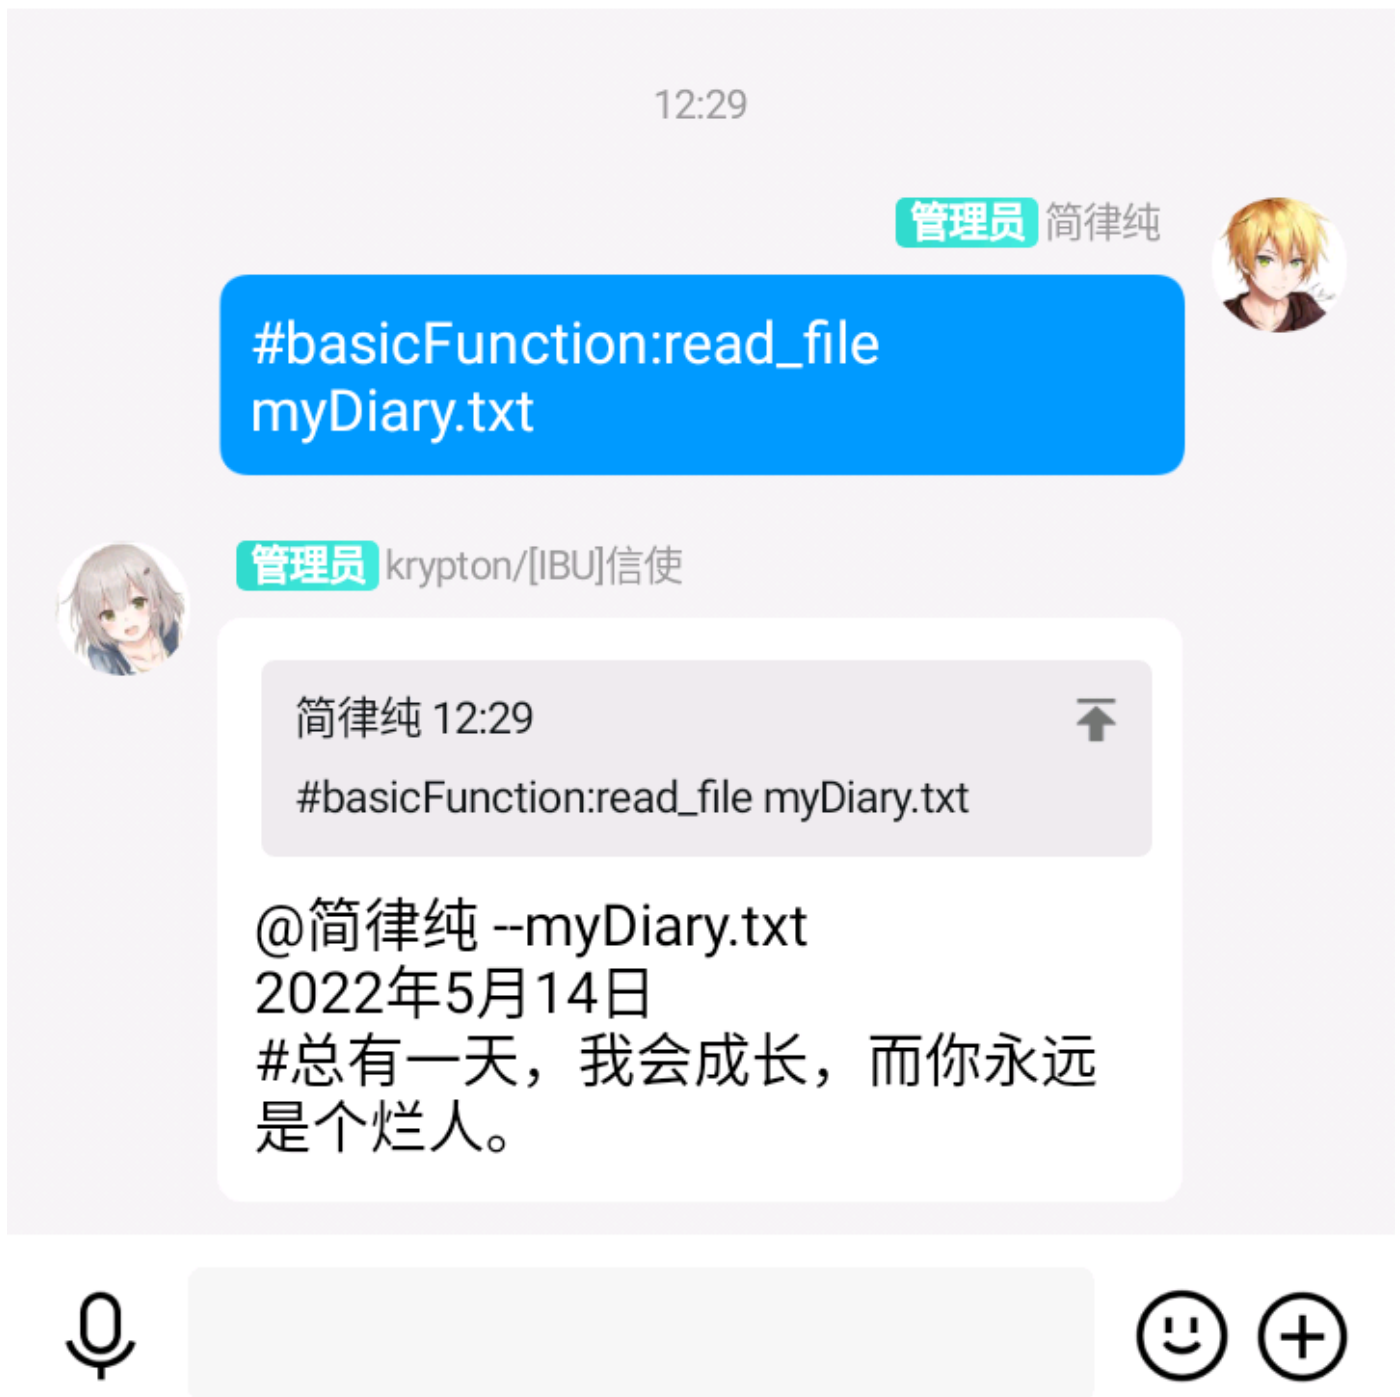 12:29
管理员 简律纯
#basicFunction:read_file
myDiary.txt
管理员 krypton/[IBU]信使
简律纯 12:29
#basicFunction:read_file myDiary.txt
@简律纯 --myDiary.txt
2022年5月14日
#总有一天，我会成长，而你永远
是个烂人。